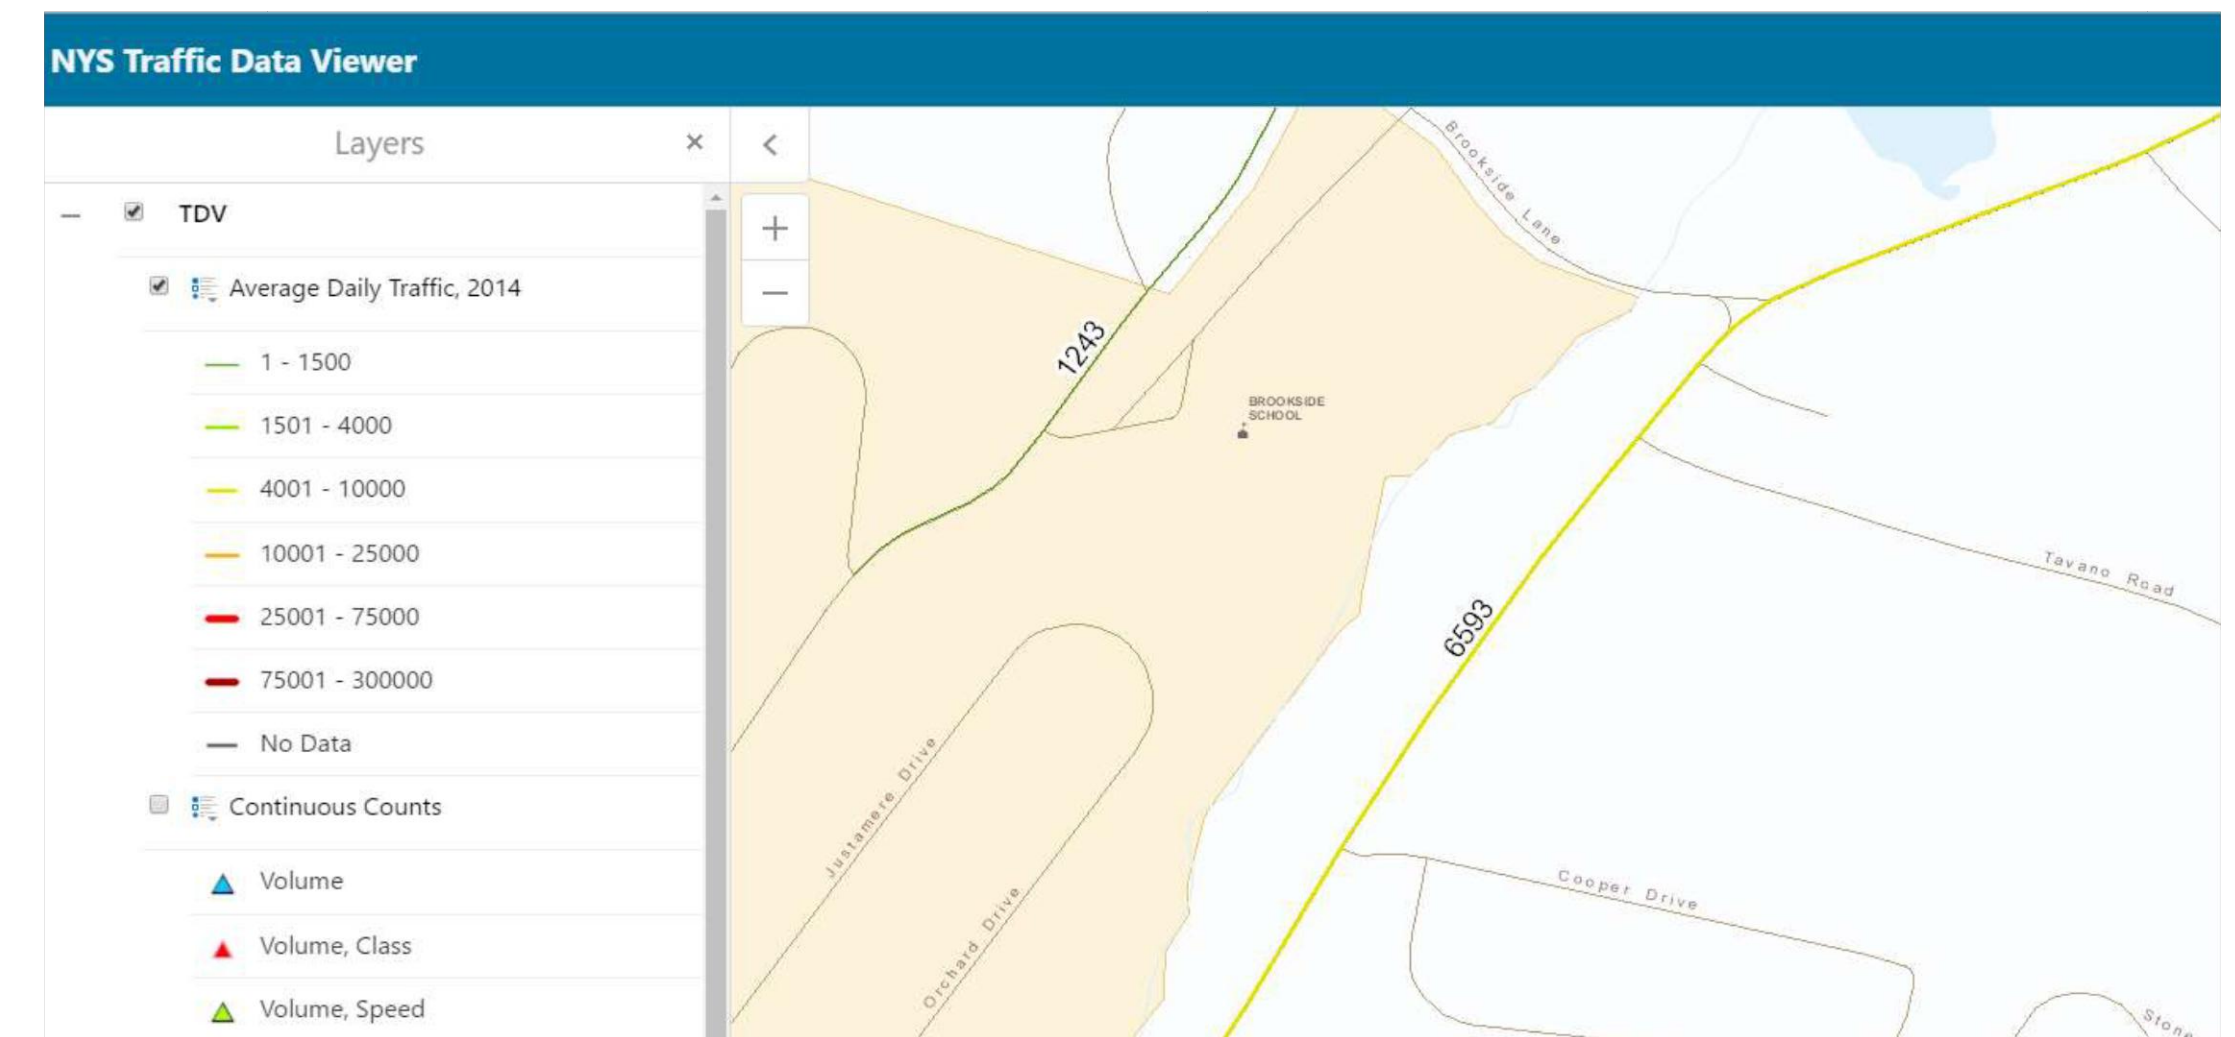 NYS Traffic Data Viewer
Layers
TDV
Average Daily Traffic, 2014
1 - 1500
1501 - 4000
4001 - 10000
10001 - 25000
25001 - 75000
75001 - 300000
No Data
Continuous Counts
Volume
Volume, Class
Volume, Speed
Brookside Lane
1243
BROOKSIDE
SCHOOL
Tavano Road
6593
Justamere Drive
Orchard Drive
Cooper Drive
Stone